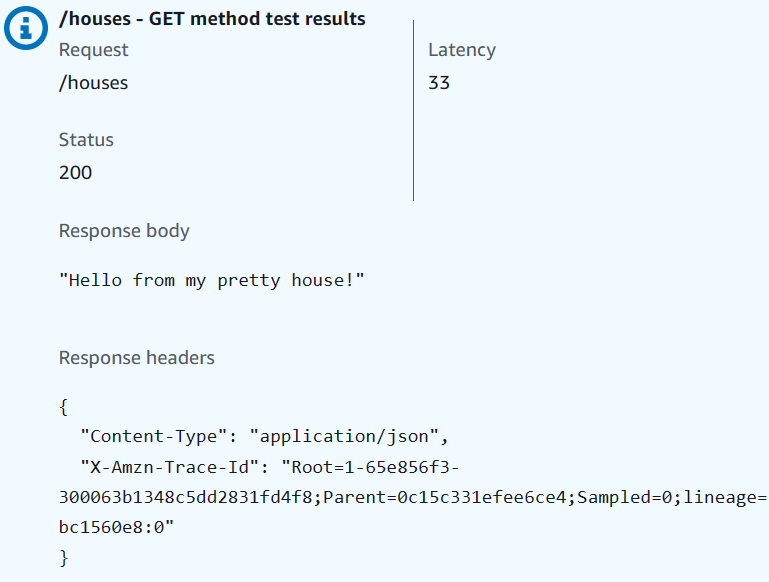 /houses - GET method test results
Request
/houses
Latency
33
Status
200
Response body
"Hello from my pretty house!"
Response headers
{
  "Content-Type": "application/json",
  "X-Amzn-Trace-Id": "Root=1-65e856f3-
300063b1348c5dd2831fd4f8;Parent=0c15c331efee6ce4;Sampled=0;lineage=
bc1560e8:0"
}